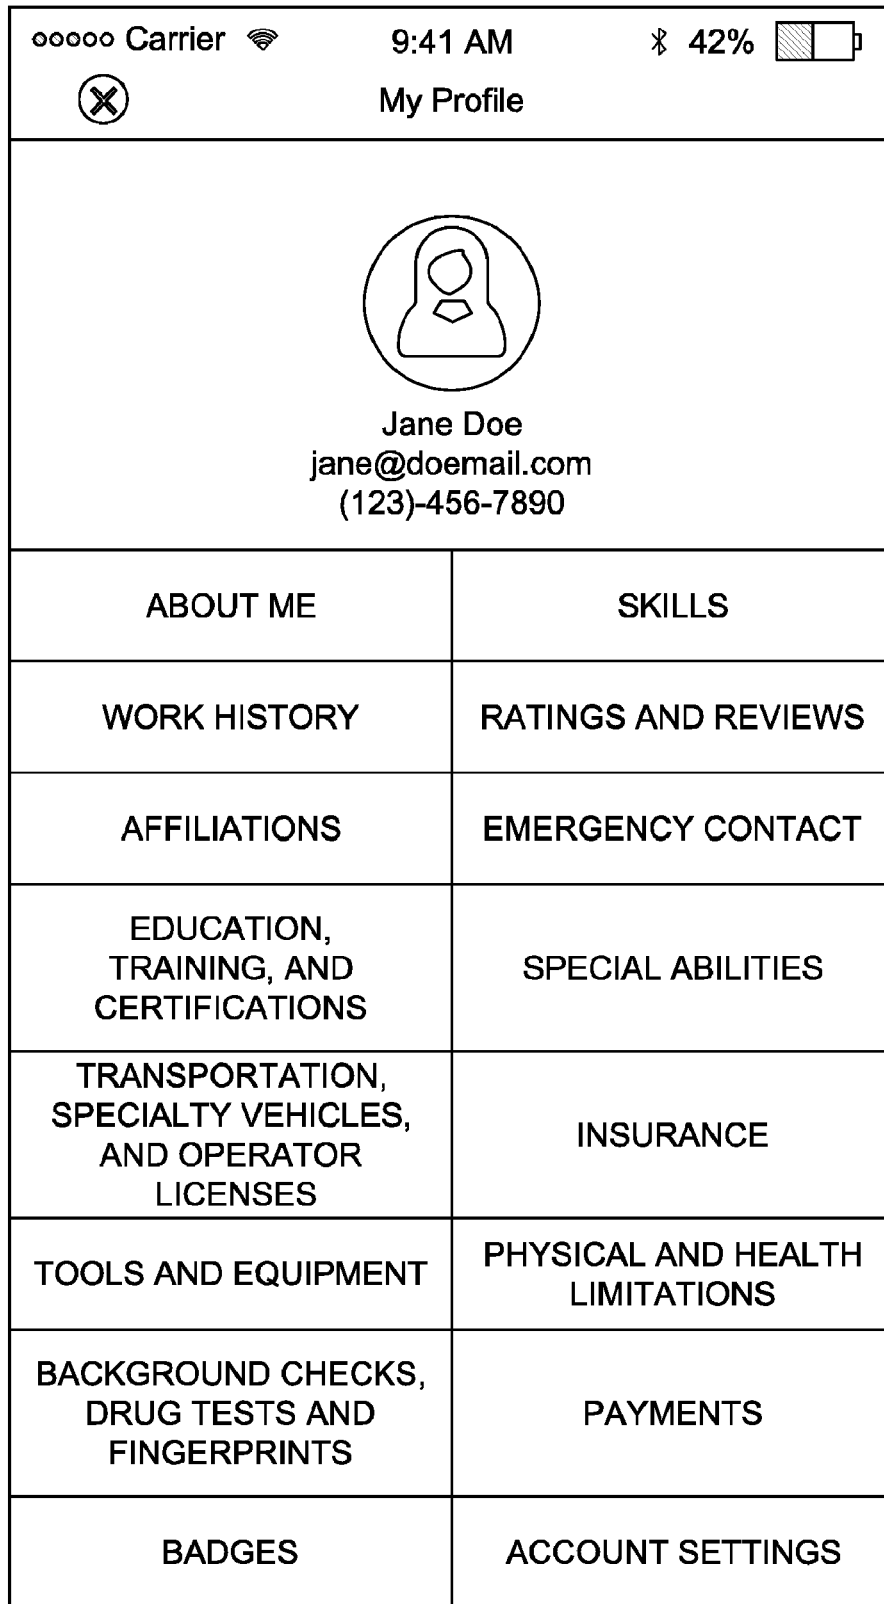 Carrier 9:41 AM 42%
My Profile
Jane Doe
jane@doemail.com
(123)-456-7890
ABOUT ME
SKILLS
WORK HISTORY
RATINGS AND REVIEWS
AFFILIATIONS
EMERGENCY CONTACT
EDUCATION,
TRAINING, AND
CERTIFICATIONS
SPECIAL ABILITIES
TRANSPORTATION,
SPECIALTY VEHICLES,
AND OPERATOR
LICENSES
INSURANCE
TOOLS AND EQUIPMENT
PHYSICAL AND HEALTH
LIMITATIONS
BACKGROUND CHECKS,
DRUG TESTS AND
FINGERPRINTS
PAYMENTS
BADGES
ACCOUNT SETTINGS